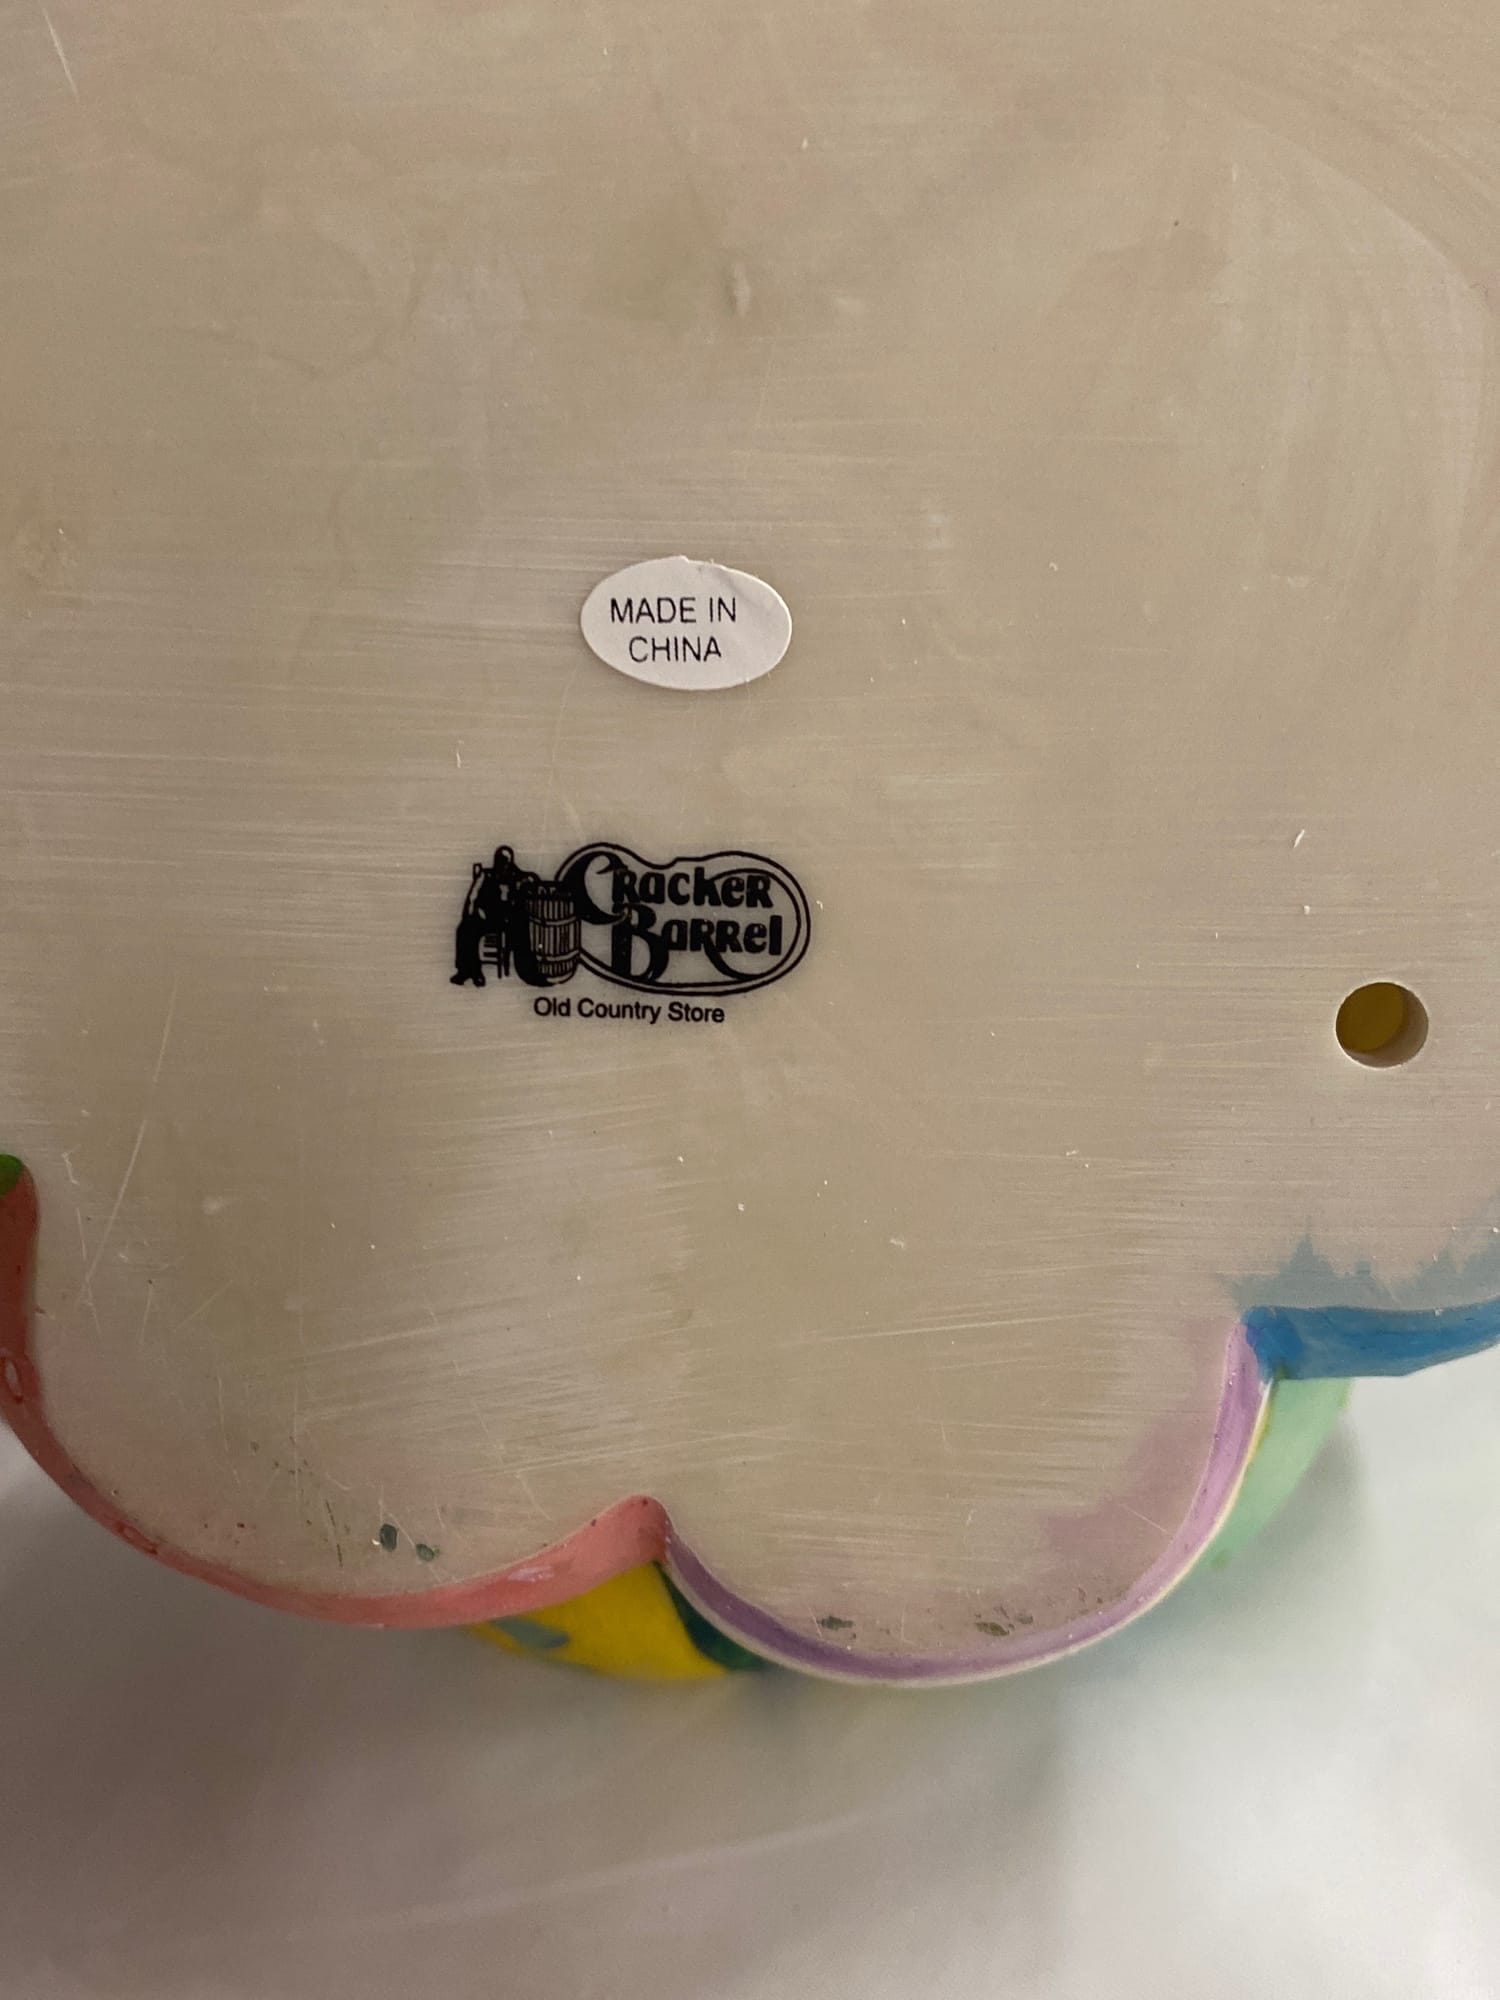 MADE IN
CHINA
Cracker
Barrel
Old Country Store